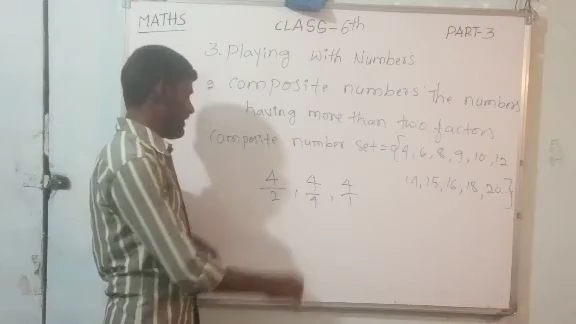 MATHS CLASS-6th PART-3
3. Playing with Numbers
composite numbers: the numbers
having more than two factors
Composite number set = {4, 6, 8, 9, 10, 12
14, 15, 16, 18, 20}
4/2, 4/4, 4/1